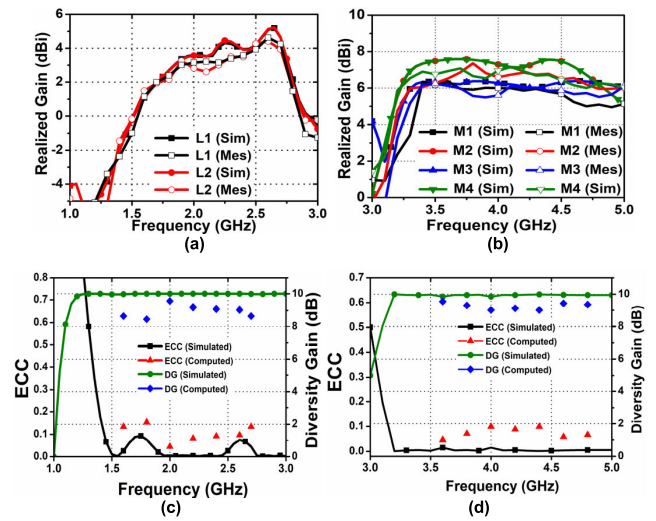 6
4
2
0
-2
-4
Realized Gain (dBi)
L1 (Sim)
L1 (Mes)
L2 (Sim)
L2 (Mes)
1.0 1.5 2.0 2.5 3.0
Frequency (GHz)
(a)
10
8
6
4
2
0
Realized Gain (dBi)
M1 (Sim) M1 (Mes)
M2 (Sim) M2 (Mes)
M3 (Sim) M3 (Mes)
M4 (Sim) M4 (Sim)
3.0 3.5 4.0 4.5 5.0
Frequency (GHz)
(b)
0.8
0.7
0.6
0.5
0.4
0.3
0.2
0.1
0.0
ECC
ECC (Simulated)
ECC (Computed)
DG (Simulated)
DG (Computed)
10
8
6
4
2
0
Diversity Gain (dB)
1.0 1.5 2.0 2.5 3.0
Frequency (GHz)
(c)
0.7
0.6
0.5
0.4
0.3
0.2
0.1
0.0
ECC
ECC (Simulated)
ECC (Computed)
DG (Simulated)
DG (Computed)
10
8
6
4
2
0
Diversity Gain (dB)
3.0 3.5 4.0 4.5 5.0
Frequency (GHz)
(d)